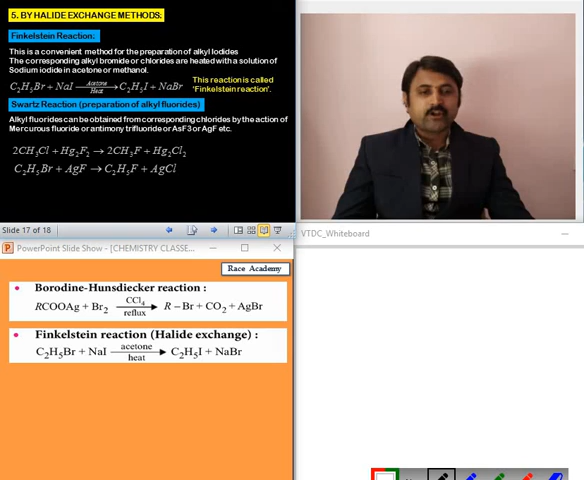 5. BY HALIDE EXCHANGE METHODS:
Finkelstein Reaction:
This is a convenient method for the preparation of alkyl Iodides
The corresponding alkyl bromide or chlorides are heated with a solution of
Sodium iodide in acetone or methanol.
C₂H₅Br + NaI —Acetone/Heat→ C₂H₅I + NaBr
This reaction is called
'Finkelstein reaction'.
Swartz Reaction (preparation of alkyl fluorides)
Alkyl fluorides can be obtained from corresponding chlorides by the action of
Mercurous fluoride or antimony trifluoride or AsF3 or AgF etc.
2CH₃Cl + Hg₂F₂ → 2CH₃F + Hg₂Cl₂
C₂H₅Br + AgF → C₂H₅F + AgCl
Slide 17 of 18
VTDC_Whiteboard
PowerPoint Slide Show - [CHEMISTRY CLASSE...
Race Academy
• Borodine-Hunsdiecker reaction :
RCOOAg + Br₂ —CCl₄/reflux→ R – Br + CO₂ + AgBr
• Finkelstein reaction (Halide exchange) :
C₂H₅Br + NaI —acetone/heat→ C₂H₅I + NaBr